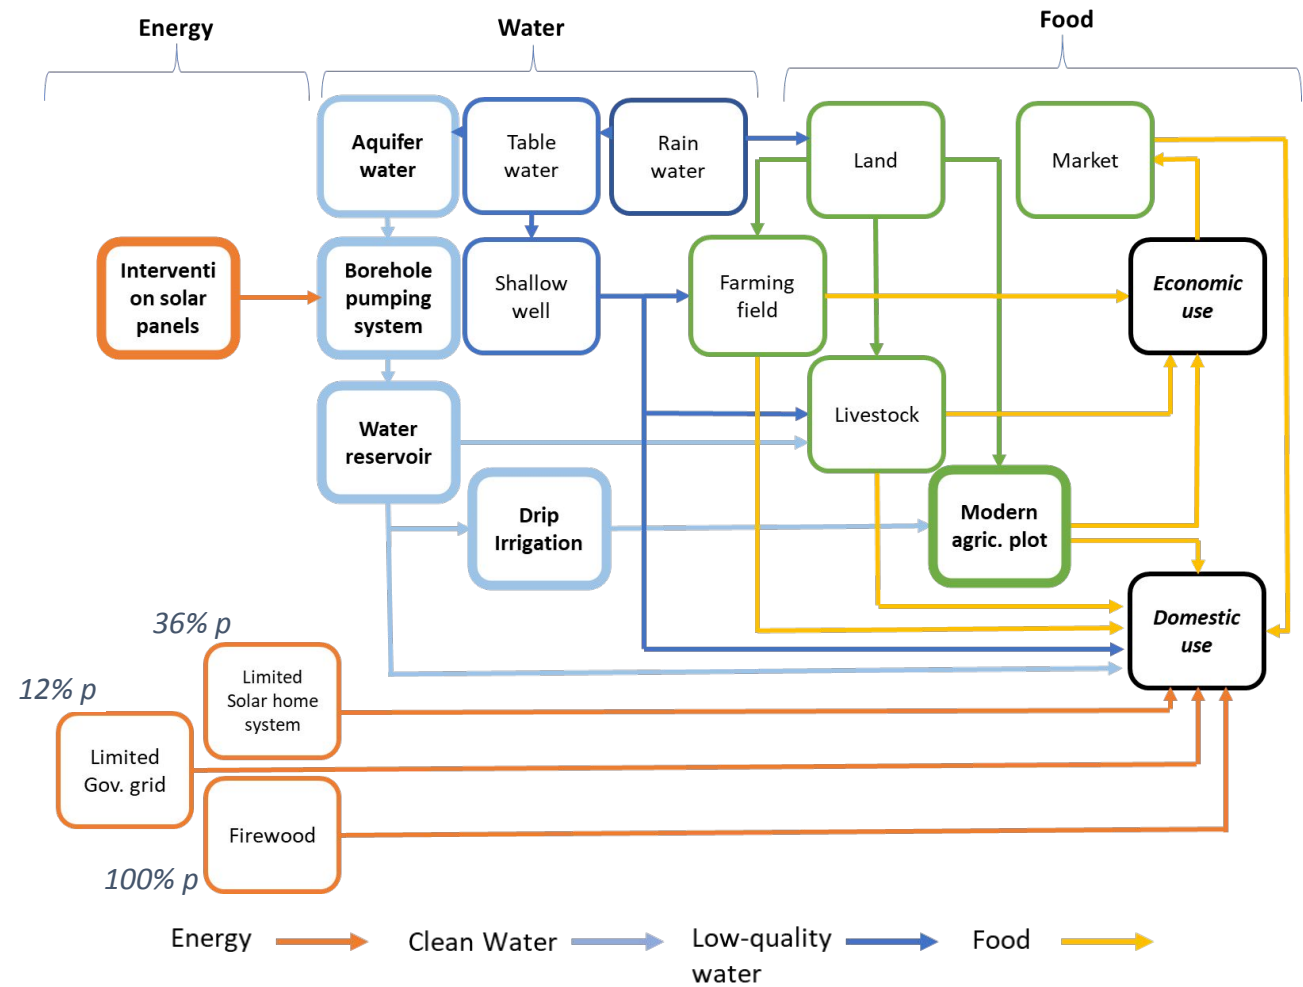 Energy
Water
Food
Aquifer
water
Table
water
Rain
water
Land
Market
Interventi
on solar
panels
Borehole
pumping
system
Shallow
well
Farming
field
Economic
use
Water
reservoir
Livestock
Drip
Irrigation
Modern
agric. plot
Domestic
use
36% p
Limited
Solar home
system
12% p
Limited
Gov. grid
Firewood
100% p
Energy
Clean Water
Low-quality
water
Food